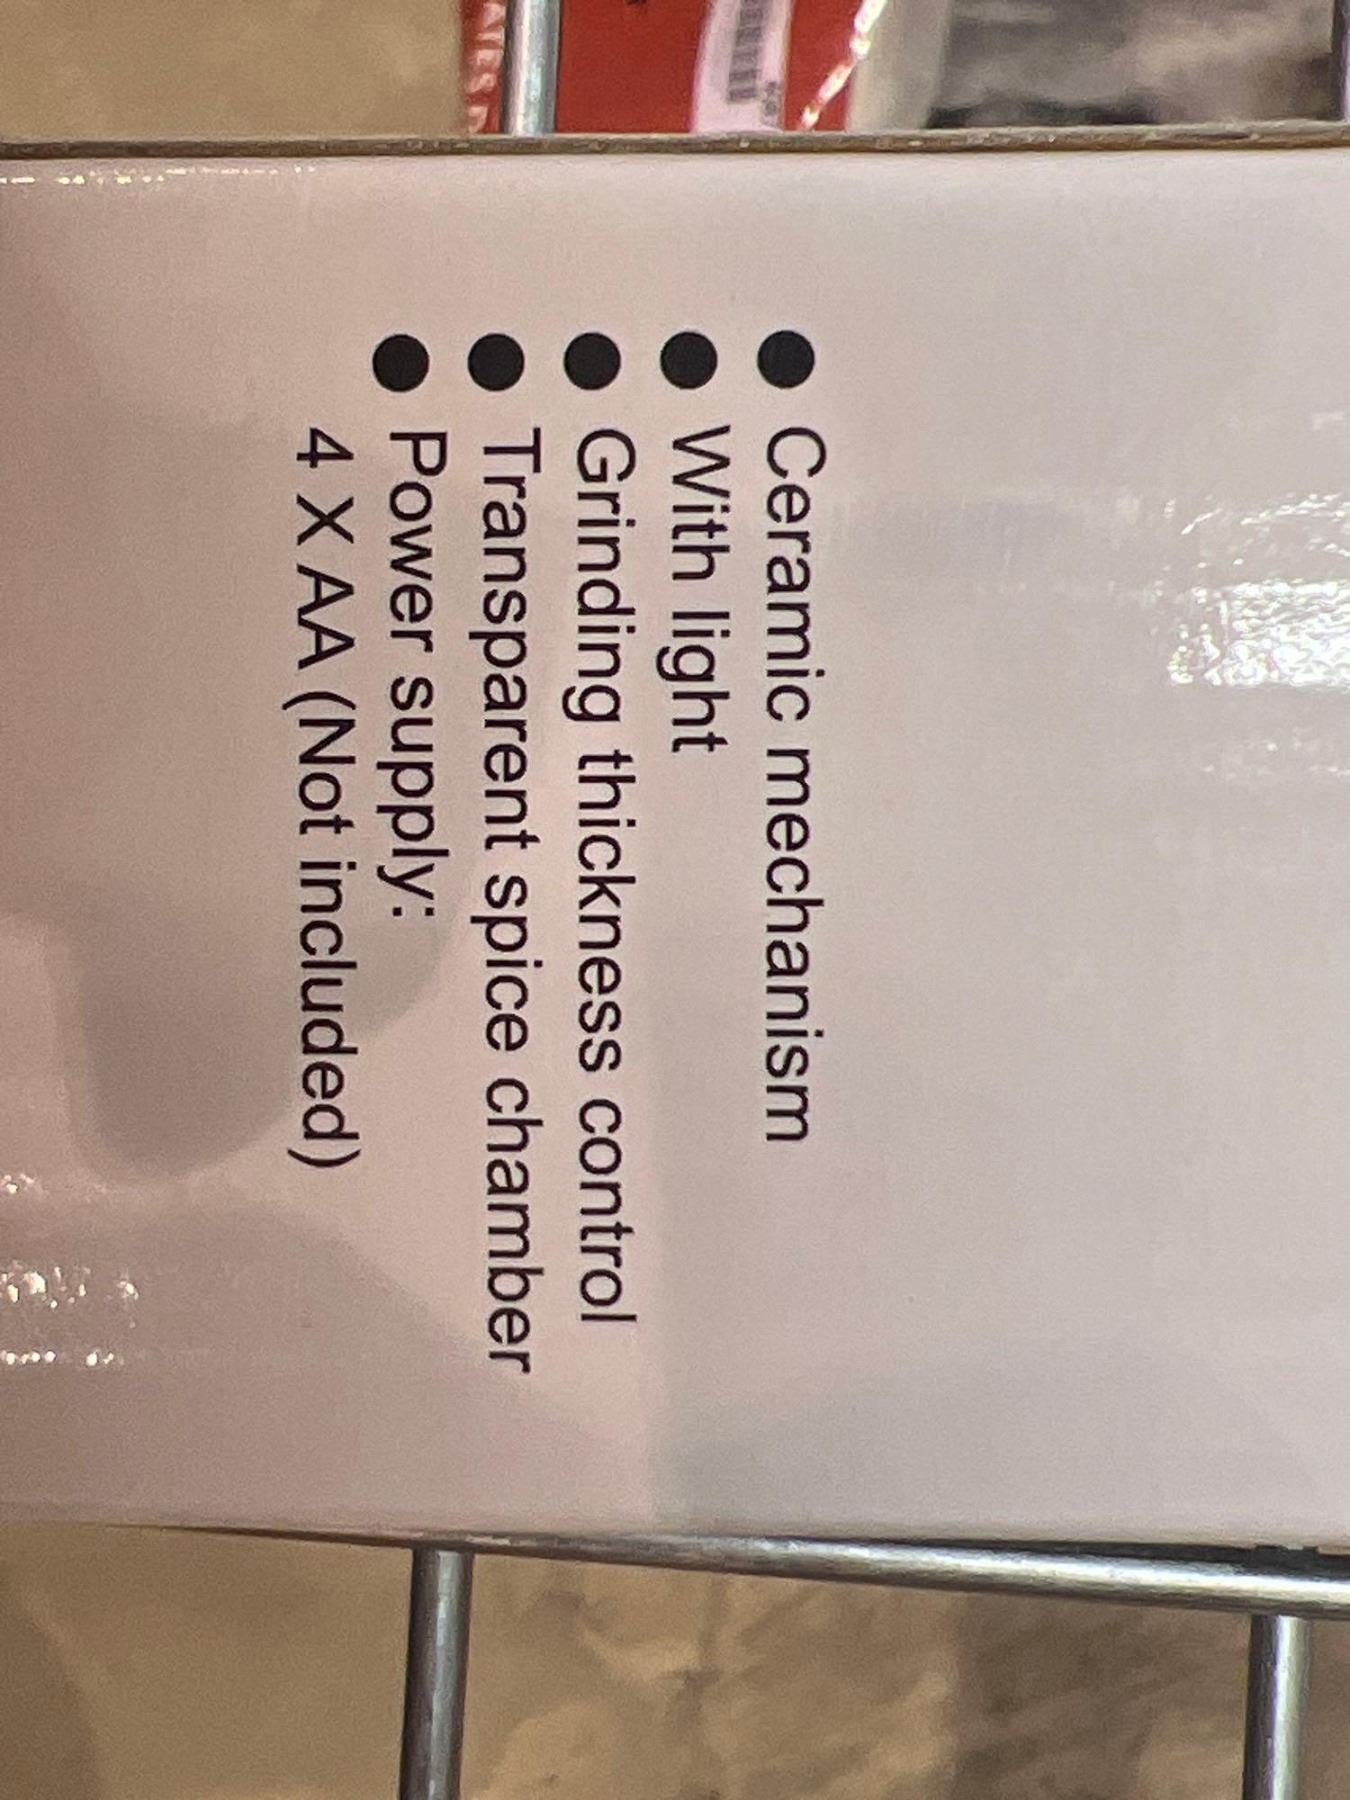 ● Ceramic mechanism
● With light
● Grinding thickness control
● Transparent spice chamber
● Power supply:
4 X AA (Not included)